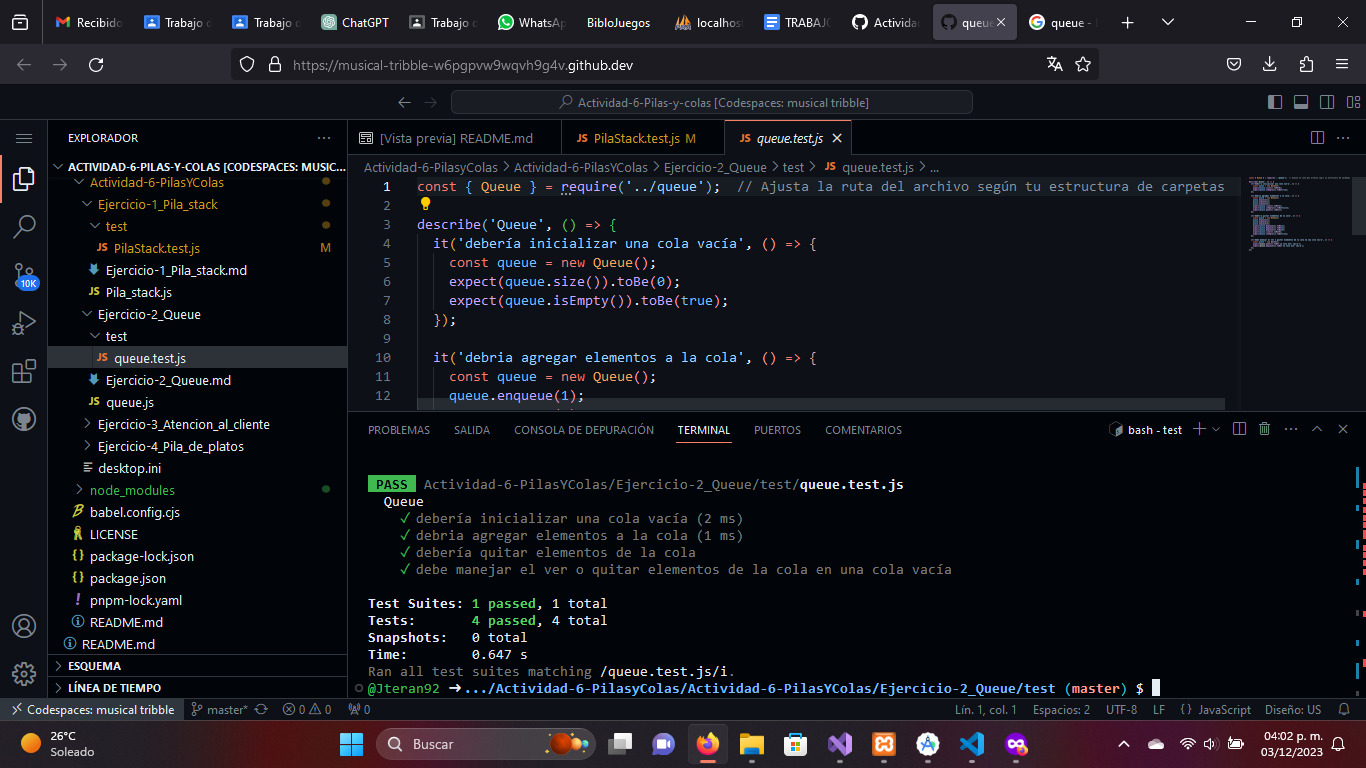 Recibido
Trabajo
Trabajo
ChatGPT
Trabajo
WhatsAp
BibloJuegos
localhos
TRABAJO
Activida
queue
queue -
https://musical-tribble-w6pgpvw9wqvh9g4v.github.dev
Actividad-6-Pilas-y-colas [Codespaces: musical tribble]
EXPLORADOR
[Vista previa] README.md
PilaStack.test.js M
queue.test.js
ACTIVIDAD-6-PILAS-Y-COLAS [CODESPACES: MUSIC...
Actividad-6-PilasyColas > Actividad-6-PilasYColas > Ejercicio-2_Queue > test > JS queue.test.js > ...
Actividad-6-PilasYColas
Ejercicio-1_Pila_stack
test
JS PilaStack.test.js M
Ejercicio-1_Pila_stack.md
JS Pila_stack.js
Ejercicio-2_Queue
test
JS queue.test.js
Ejercicio-2_Queue.md
JS queue.js
Ejercicio-3_Atencion_al_cliente
Ejercicio-4_Pila_de_platos
desktop.ini
node_modules
babel.config.cjs
LICENSE
package-lock.json
package.json
pnpm-lock.yaml
README.md
README.md
ESQUEMA
LÍNEA DE TIEMPO
10K
1 const { Queue } = require('../queue'); // Ajusta la ruta del archivo según tu estructura de carpetas
2
3 describe('Queue', () => {
4 it('debería inicializar una cola vacía', () => {
5 const queue = new Queue();
6 expect(queue.size()).toBe(0);
7 expect(queue.isEmpty()).toBe(true);
8 });
9
10 it('debria agregar elementos a la cola', () => {
11 const queue = new Queue();
12 queue.enqueue(1);
PROBLEMAS
SALIDA
CONSOLA DE DEPURACIÓN
TERMINAL
PUERTOS
COMENTARIOS
bash - test
PASS Actividad-6-PilasYColas/Ejercicio-2_Queue/test/queue.test.js
Queue
✓ debería inicializar una cola vacía (2 ms)
✓ debria agregar elementos a la cola (1 ms)
✓ debería quitar elementos de la cola
✓ debe manejar el ver o quitar elementos de la cola en una cola vacía
Test Suites: 1 passed, 1 total
Tests: 4 passed, 4 total
Snapshots: 0 total
Time: 0.647 s
Ran all test suites matching /queue.test.js/i.
@Jteran92 ➜.../Actividad-6-PilasyColas/Actividad-6-PilasYColas/Ejercicio-2_Queue/test (master) $
Codespaces: musical tribble
master*
0 0
0
Lín. 1, col. 1
Espacios: 2
UTF-8
LF
{ } JavaScript
Diseño: US
26°C
Soleado
Buscar
04:02 p. m.
03/12/2023